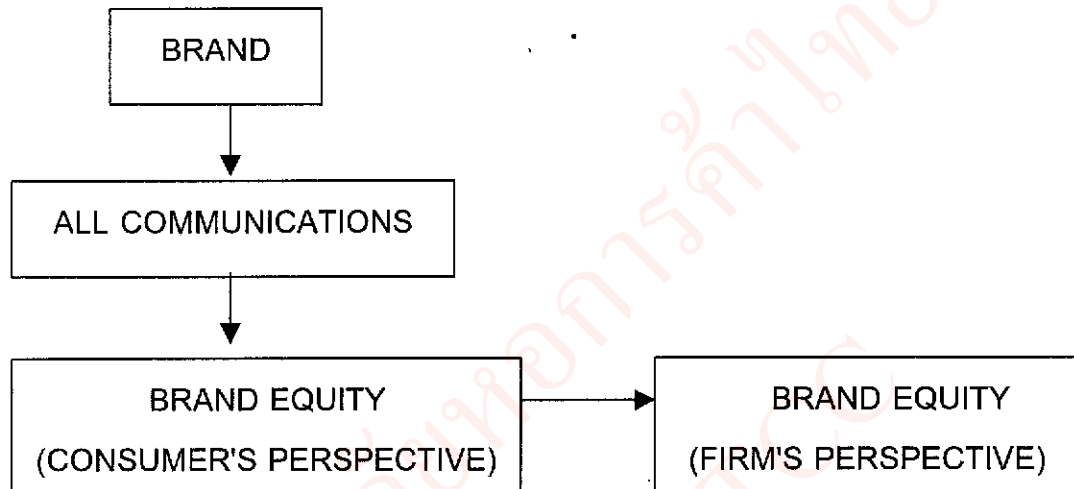 BRAND
ALL COMMUNICATIONS
BRAND EQUITY
(CONSUMER'S PERSPECTIVE)
BRAND EQUITY
(FIRM'S PERSPECTIVE)